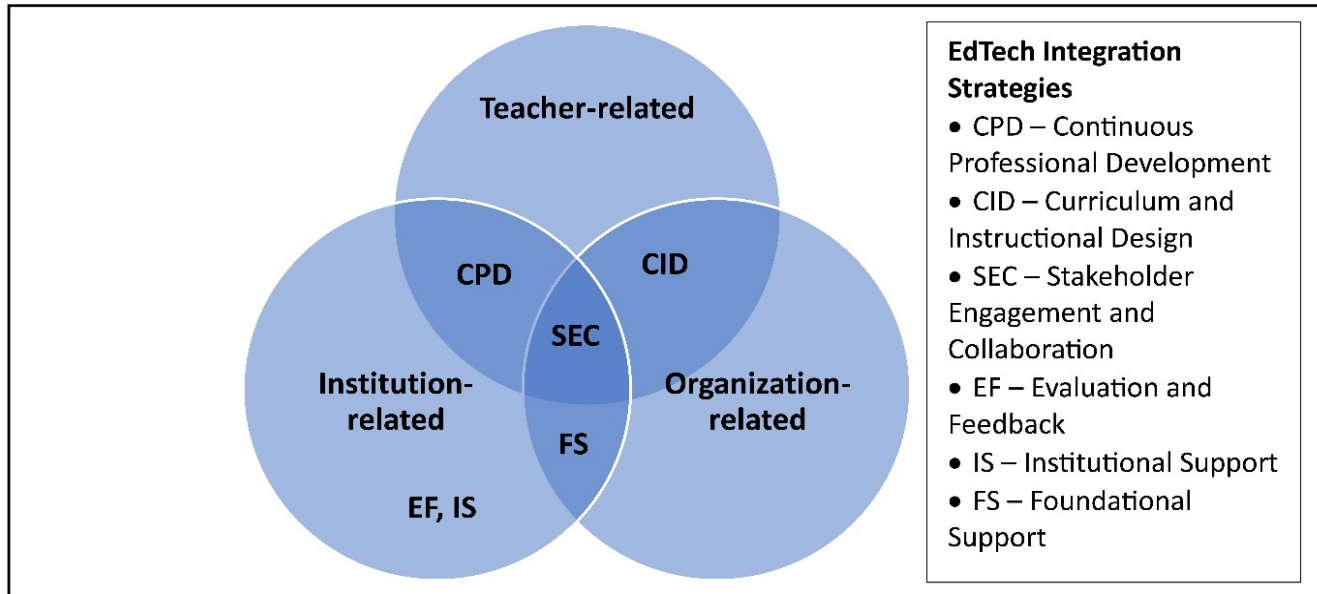 Teacher-related
CPD
CID
SEC
Institution-
related
Organization-
related
FS
EF, IS
EdTech Integration
Strategies
• CPD – Continuous
Professional Development
• CID – Curriculum and
Instructional Design
• SEC – Stakeholder
Engagement and
Collaboration
• EF – Evaluation and
Feedback
• IS – Institutional Support
• FS – Foundational
Support